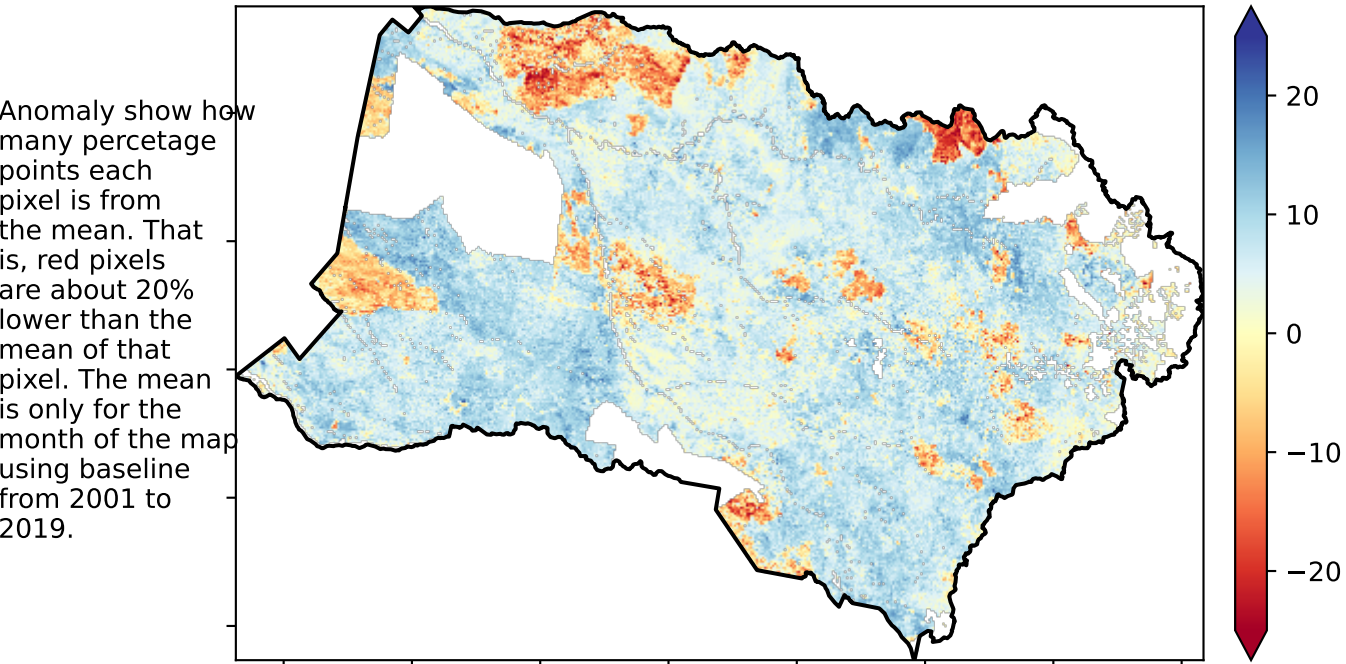 Anomaly show how
many percetage
points each
pixel is from
the mean. That
is, red pixels
are about 20%
lower than the
mean of that
pixel. The mean
is only for the
month of the map
using baseline
from 2001 to
2019.
20
10
0
−10
−20